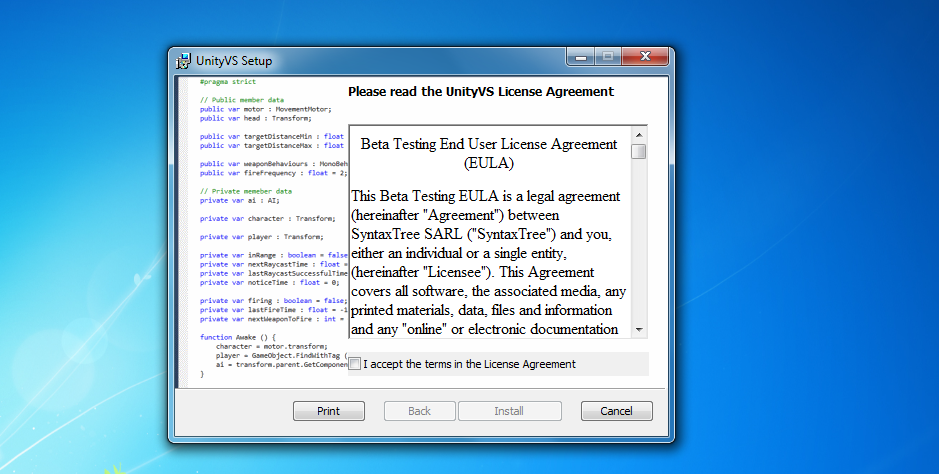 UnityVS Setup
#pragma strict
// Public member data
public var motor : MovementMotor;
public var head : Transform;
public var targetDistanceMin : float
public var targetDistanceMax : float
public var weaponBehaviours : MonoBeh
public var fireFrequency : float = 2;
// Private memeber data
private var ai : AI;
private var character : Transform;
private var player : Transform;
private var inRange : boolean = false
private var nextRaycastTime : float =
private var lastRaycastSuccessfulTime
private var noticeTime : float = 0;
private var firing : boolean = false;
private var lastFireTime : float = -1
private var nextWeaponToFire : int =
function Awake () {
character = motor.transform;
player = GameObject.FindWithTag (
ai = transform.parent.GetComponen
}
Please read the UnityVS License Agreement
Beta Testing End User License Agreement
(EULA)
This Beta Testing EULA is a legal agreement
(hereinafter "Agreement") between
SyntaxTree SARL ("SyntaxTree") and you,
either an individual or a single entity,
(hereinafter "Licensee"). This Agreement
covers all software, the associated media, any
printed materials, data, files and information
and any "online" or electronic documentation
I accept the terms in the License Agreement
Print
Back
Install
Cancel